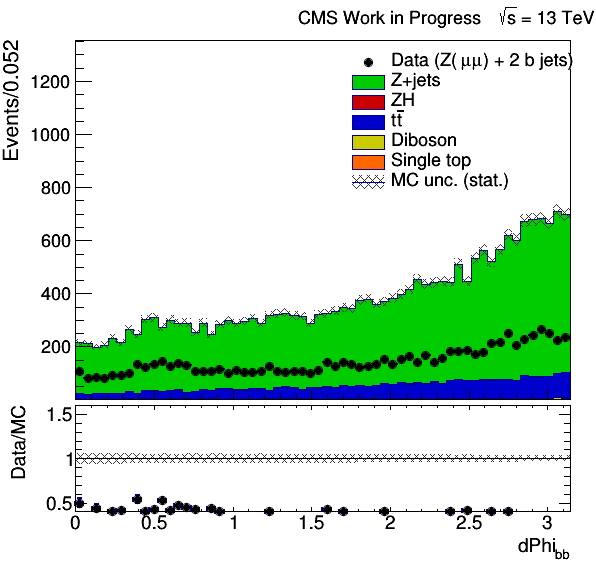 CMS Work in Progress √s = 13 TeV
Events/0.052
1200
1000
800
600
400
200
Data (Z(μμ) + 2 b jets)
Z+jets
ZH
tt̅
Diboson
Single top
MC unc. (stat.)
Data/MC
1.5
1
0.5
0 0.5 1 1.5 2 2.5 3
dPhi_bb